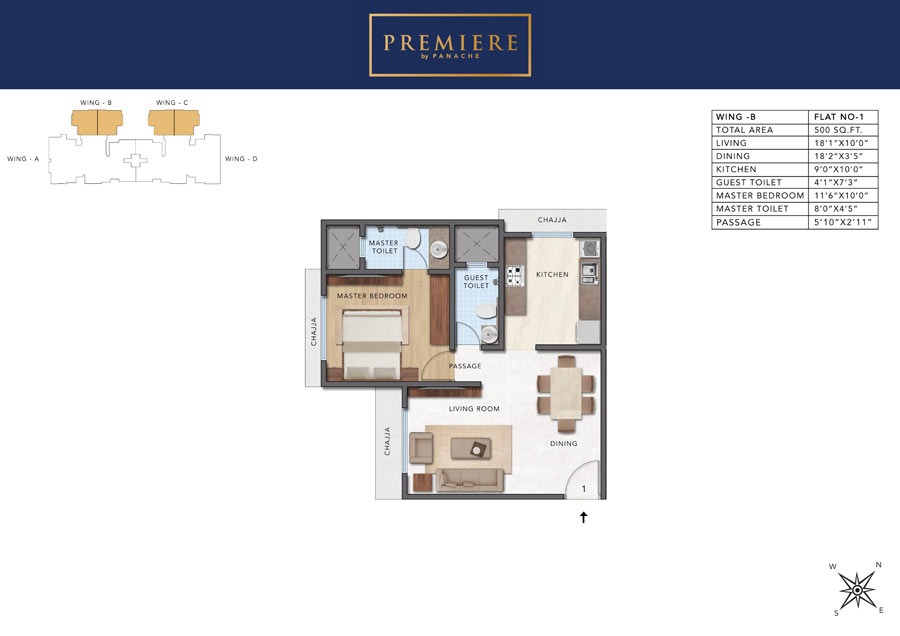 PREMIERE
by PANACHE
WING - B WING - C
WING - A WING - D
WING -B FLAT NO-1
TOTAL AREA 500 SQ.FT.
LIVING 18'1"X10'0"
DINING 18'2"X3'5"
KITCHEN 9'0"X10'0"
GUEST TOILET 4'1"X7'3"
MASTER BEDROOM 11'6"X10'0"
MASTER TOILET 8'0"X4'5"
PASSAGE 5'10"X2'11"
CHAJJA
MASTER
TOILET
KITCHEN
GUEST
TOILET
MASTER BEDROOM
CHAJJA
PASSAGE
LIVING ROOM
CHAJJA
DINING
1
W N
S E